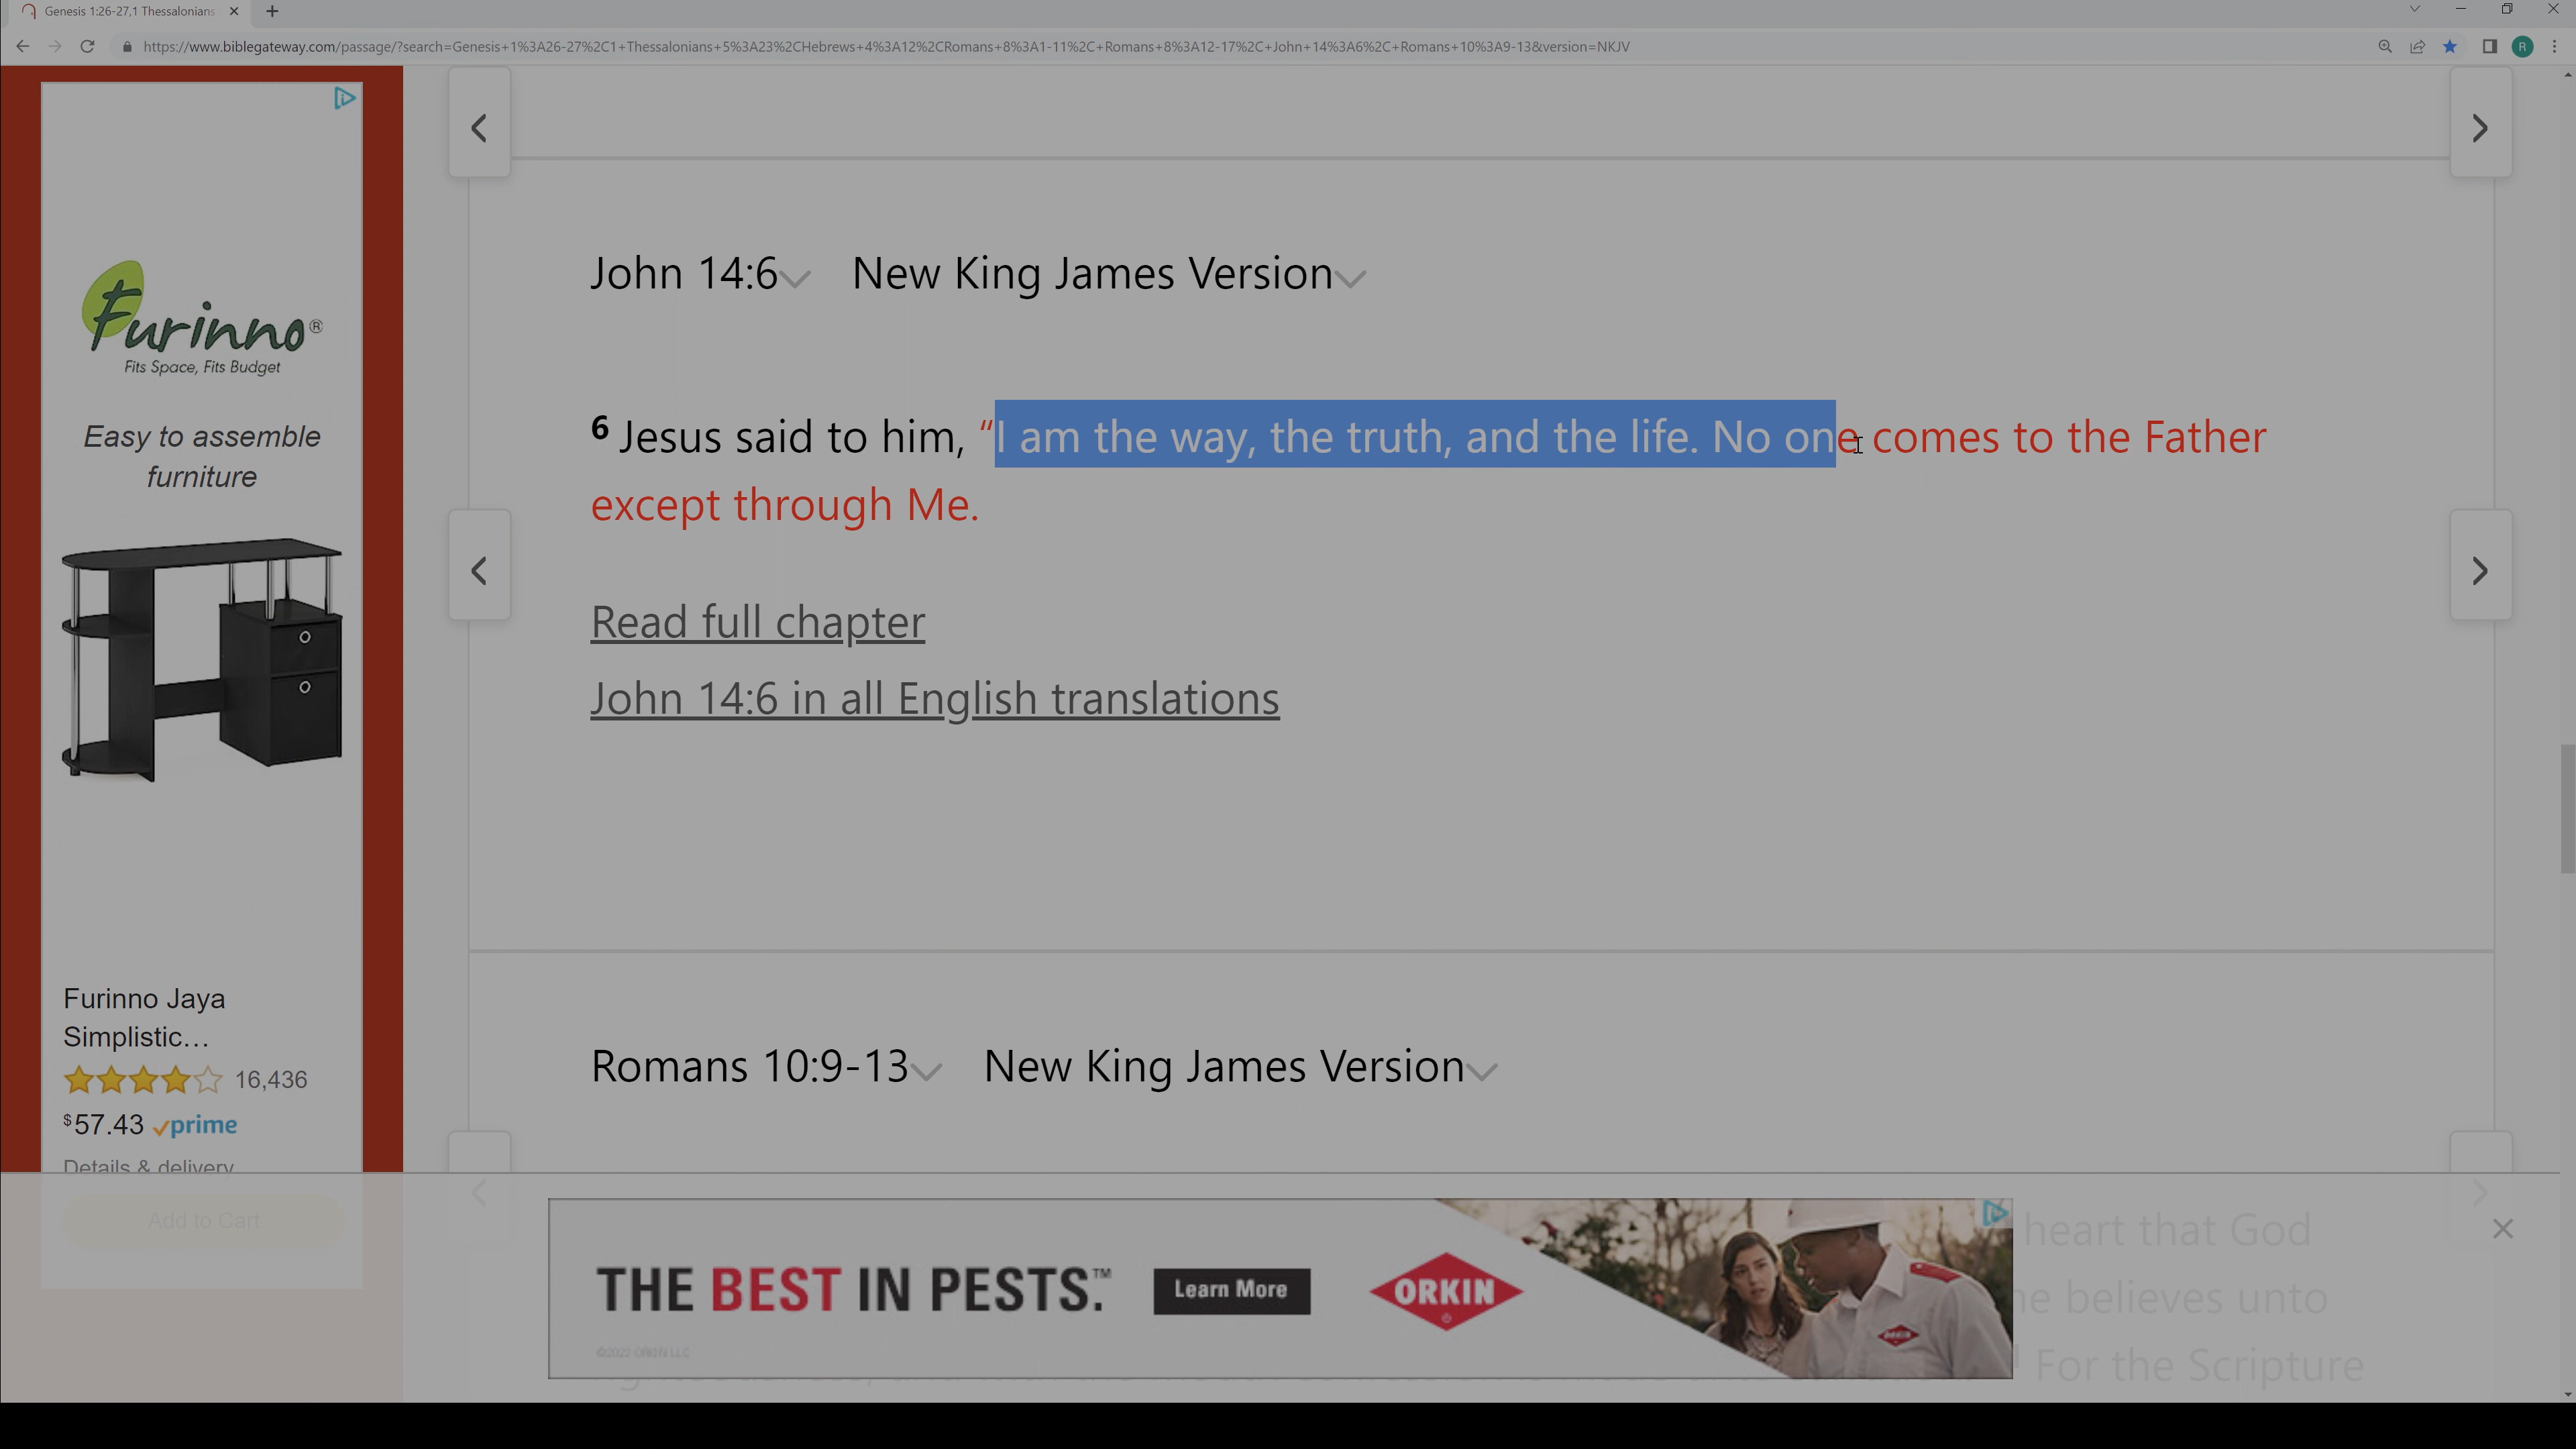 Genesis 1:26-27,1 Thessalonians
https://www.biblegateway.com/passage/?search=Genesis+1%3A26-27%2C1+Thessalonians+5%3A23%2CHebrews+4%3A12%2CRomans+8%3A1-11%2C+Romans+8%3A12-17%2C+John+14%3A6%2C+Romans+10%3A9-13&version=NKJV
R
Furinno®
Fits Space, Fits Budget
Easy to assemble
furniture
Furinno Jaya
Simplistic...
16,436
$57.43 prime
Details & delivery
Add to Cart
John 14:6 New King James Version
6 Jesus said to him, “I am the way, the truth, and the life. No one comes to the Father
except through Me.
Read full chapter
John 14:6 in all English translations
Romans 10:9-13 New King James Version
heart that God
believes unto
For the Scripture
THE BEST IN PESTS.™
Learn More
ORKIN
©2022 ORKIN LLC